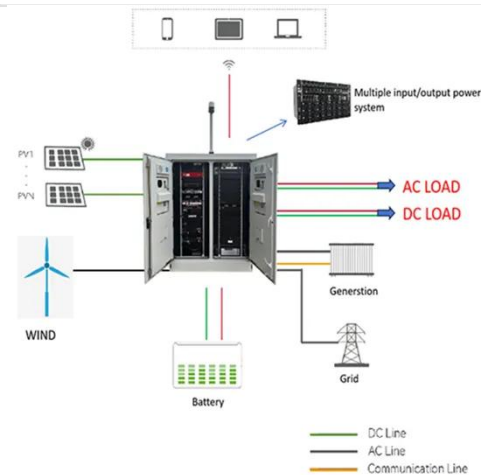 Multiple input/output power
system
PV1
PVN
AC LOAD
DC LOAD
WIND
Generstion
Grid
Battery
DC Line
AC Line
Communication Line